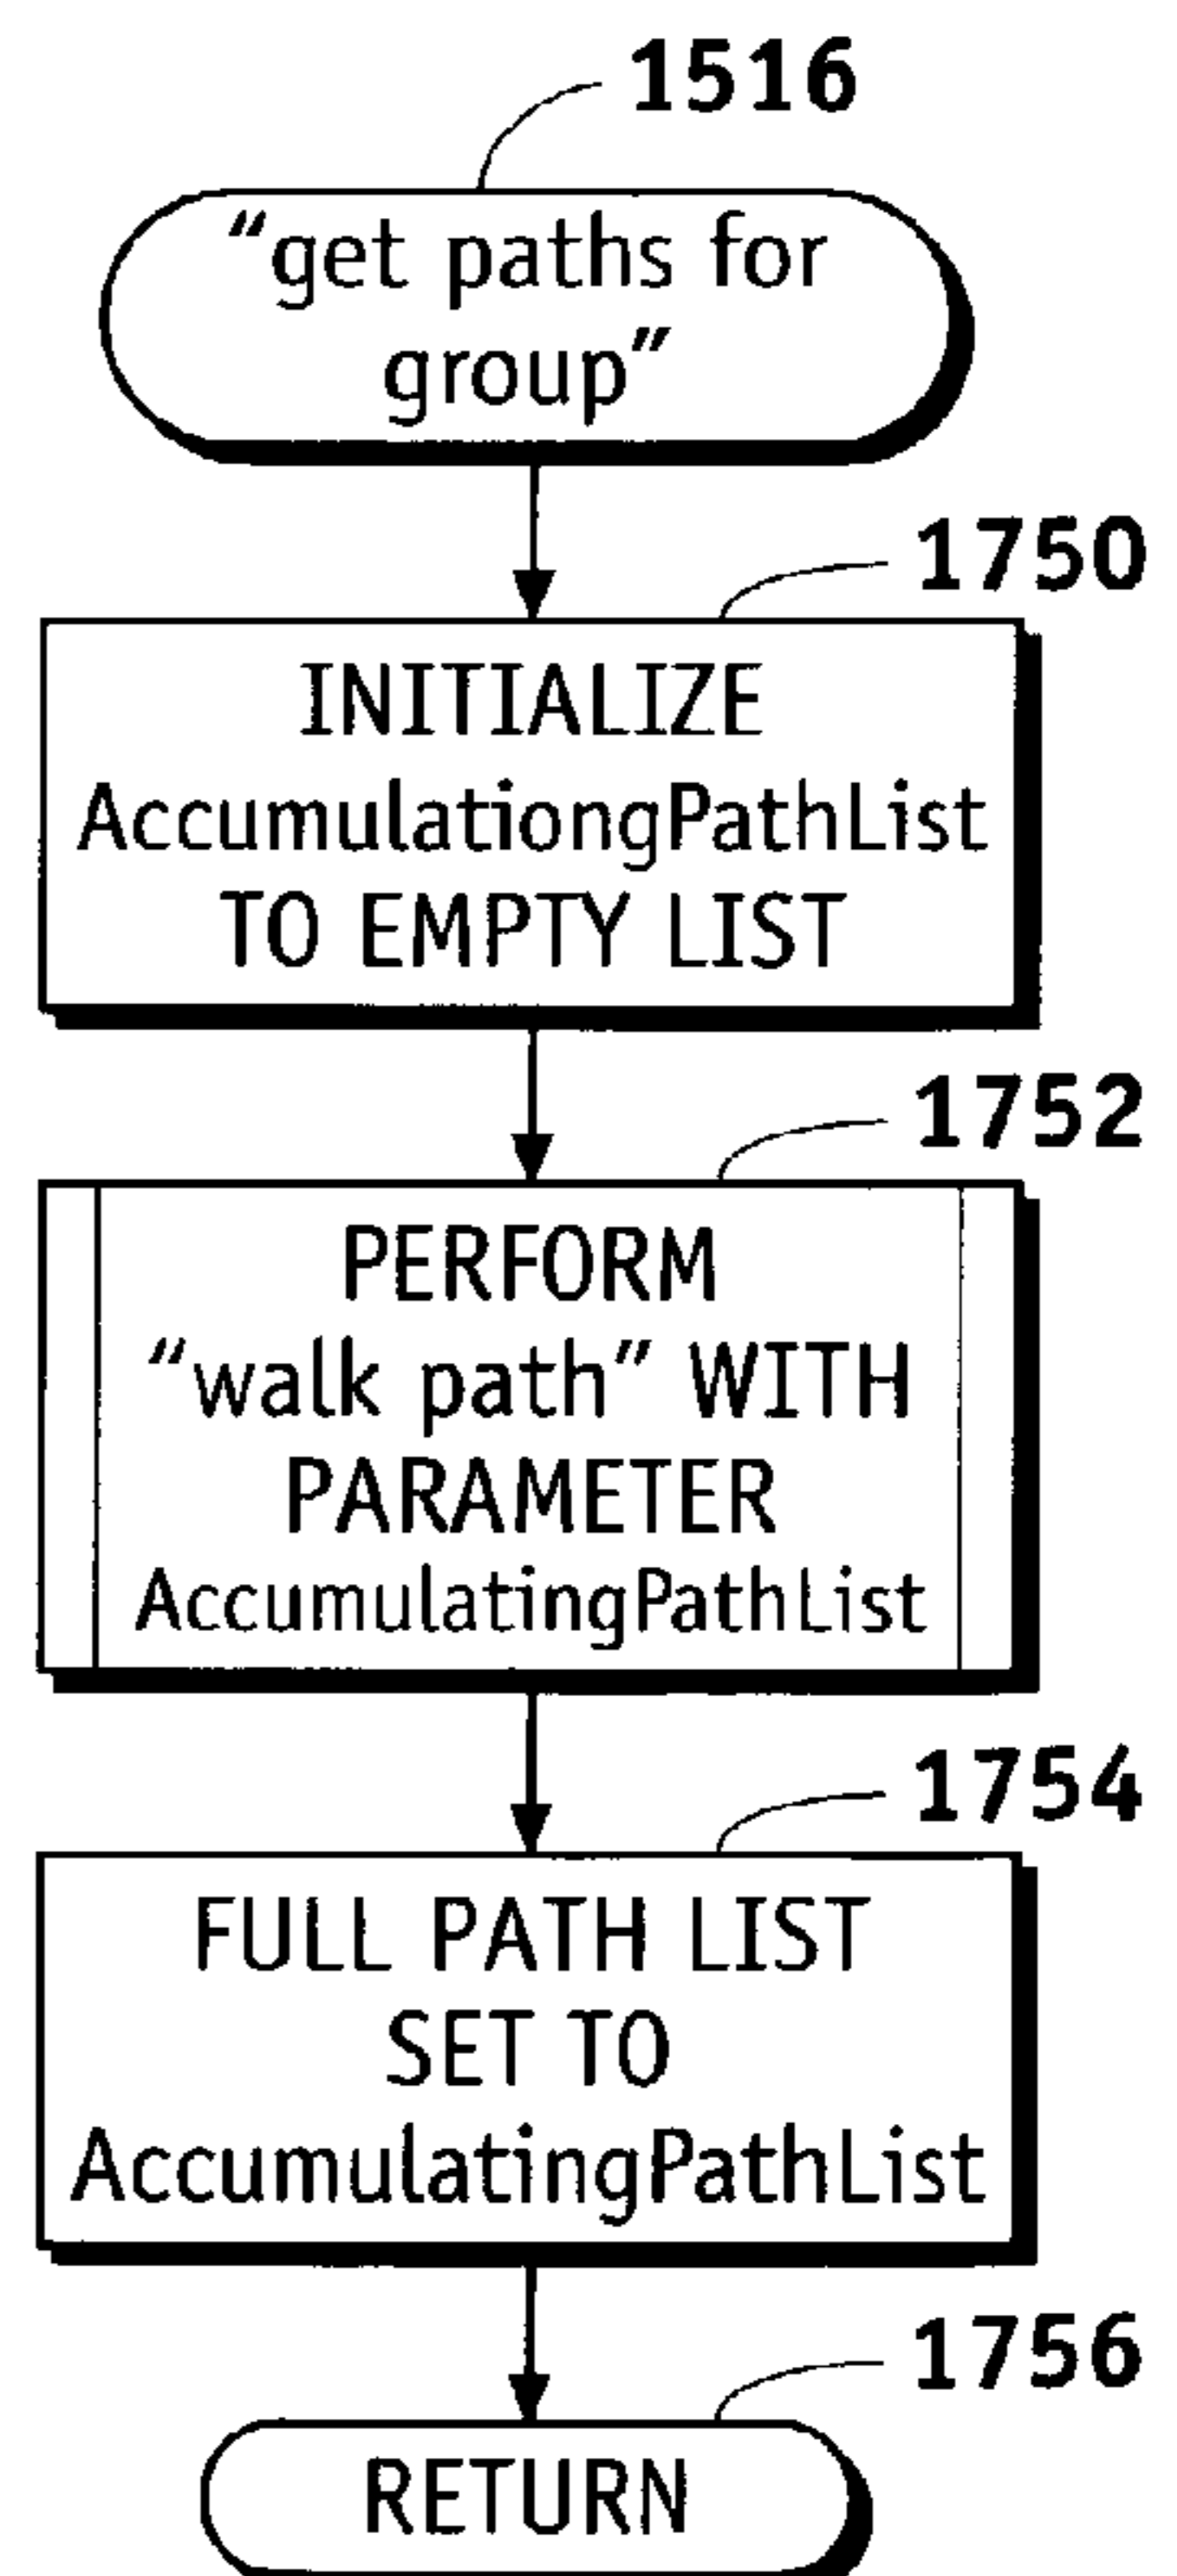 1516
“get paths for
group”
1750
INITIALIZE
AccumulationgPathList
TO EMPTY LIST
1752
PERFORM
“walk path” WITH
PARAMETER
AccumulatingPathList
1754
FULL PATH LIST
SET TO
AccumulatingPathList
1756
RETURN